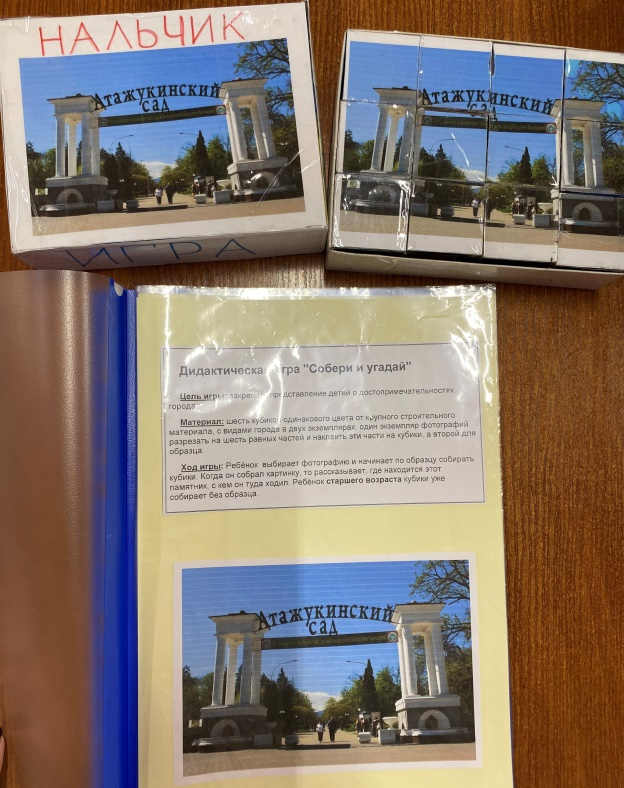 НАЛЬЧИК
Атажукинский
сад
ИГРА
Атажукинский
сад
Дидактическая игра "Собери и угадай"
Цель игры: закрепить представление детей о достопримечательностях
города
Материал: шесть кубиков одинакового цвета от крупного строительного
материала, с видами города в двух экземплярах, один экземпляр фотографий
разрезать на шесть равных частей и наклеить эти части на кубики, а второй для
образца.
Ход игры: Ребёнок выбирает фотографию и начинает по образцу собирать
кубики. Когда он собрал картинку, то рассказывает, где находится этот
памятник, с кем он туда ходил. Ребёнок старшего возраста кубики уже
собирает без образца.
Атажукинский
сад